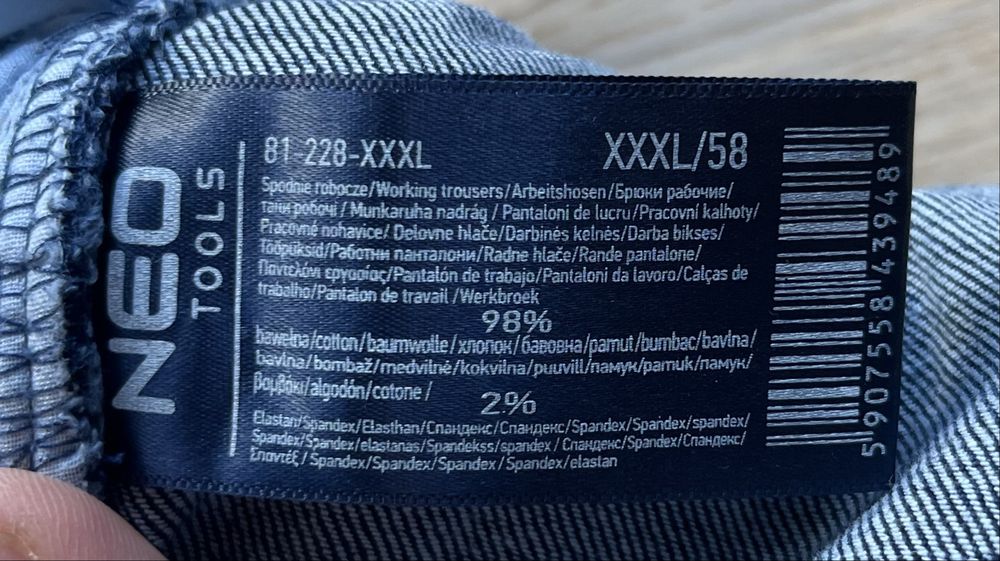 NEO
TOOLS
81-228-XXXL
XXXL/58
Spodnie robocze/Working trousers/Arbeitshosen/Брюки рабочие/
робочі / Munkaruha nadrág / Pantaloni de lucru/Pracovní kalhoty/
Pracovné nohavice/ Delovne hlače/Darbinės kelnės/Darba bikses/
Tööpüksid/Работни панталони/Radne hlače/Rande pantalone/
Παντελόνι εργασίας/Pantalón de trabajo/Pantaloni da lavoro/Calças de
trabalho/Pantalon de travail /Werkbroek
98%
bawełna/cotton/baumwolle/хлопок/бавовна/pamut/bumbac/bavlna/
bavlna/bombaž/medvilnė/kokvilna/puuvill/памук/pamuk/памук/
βαμβάκι/algodón/cotone /
2%
Elastan/Spandex/Elasthan/Спандекс/Спандекс/Spandex/Spandex/spandex/
Spandex/Spandex/elastanas/Spandekss/spandex / Спандекс/Spandex/Спандекс/
Σπαντέξ / Spandex/Spandex/Spandex / Spandex/elastan
5 907558 439489